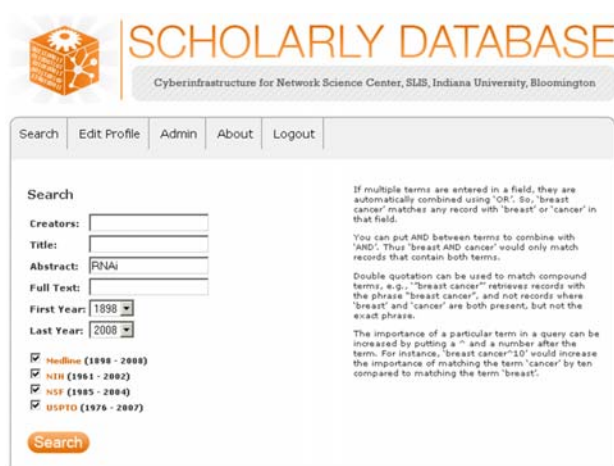 SCHOLARLY DATABASE
Cyberinfrastructure for Network Science Center, SLIS, Indiana University, Bloomington
Search Edit Profile Admin About Logout
Search
Creators:
Title:
Abstract: RNAi
Full Text:
First Year: 1898
Last Year: 2008
Medline (1898 - 2008)
NIH (1961 - 2002)
NSF (1985 - 2004)
USPTO (1976 - 2007)
Search
If multiple terms are entered in a field, they are
automatically combined using 'OR'. So, 'breast
cancer' matches any record with 'breast' or 'cancer' in
that field.
You can put AND between terms to combine with
'AND'. Thus 'breast AND cancer' would only match
records that contain both terms.
Double quotation can be used to match compound
terms, e.g., '"breast cancer"' retrieves records with
the phrase "breast cancer", and not records where
'breast' and 'cancer' are both present, but not the
exact phrase.
The importance of a particular term in a query can be
increased by putting a ^ and a number after the
term. For instance, 'breast cancer^10' would increase
the importance of matching the term 'cancer' by ten
compared to matching the term 'breast'.